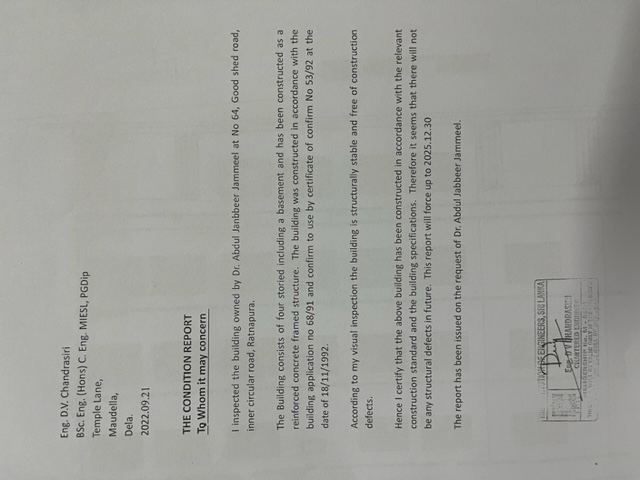 Eng. D.V. Chandrasiri
BSc. Eng. (Hons) C. Eng. MIESL, PGDip
Temple Lane,
Maudella,
Dela.
2022.09.21
THE CONDITION REPORT
To Whom it may concern
I inspected the building owned by Dr. Abdul Janbbeer Jammeel at No 64, Good shed road,
inner circular road, Ratnapura.
The Building consists of four storied including a basement and has been constructed as a
reinforced concrete framed structure. The building was constructed in accordance with the
building application no 68/91 and confirm to use by certificate of confirm No 53/92 at the
date of 18/11/1992.
According to my visual inspection the building is structurally stable and free of construction
defects.
Hence I certify that the above building has been constructed in accordance with the relevant
construction standard and the building specifications. Therefore it seems that there will not
be any structural defects in future. This report will force up to 2025.12.30
The report has been issued on the request of Dr. Abdul Jabbeer Jammeel.
OF ENGINEERS, SRI LANKA
Eng. D V CHANDRASIRI
CHARTERED ENGINEER